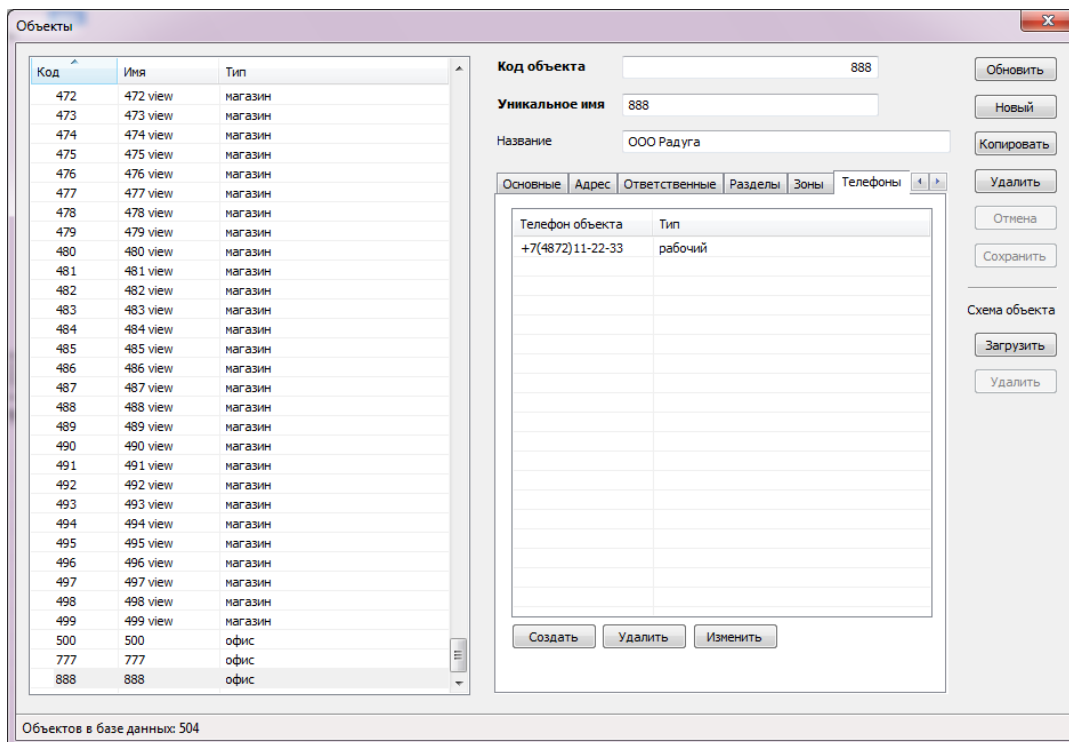 Объекты
Код Имя Тип
472 472 view магазин
473 473 view магазин
474 474 view магазин
475 475 view магазин
476 476 view магазин
477 477 view магазин
478 478 view магазин
479 479 view магазин
480 480 view магазин
481 481 view магазин
482 482 view магазин
483 483 view магазин
484 484 view магазин
485 485 view магазин
486 486 view магазин
487 487 view магазин
488 488 view магазин
489 489 view магазин
490 490 view магазин
491 491 view магазин
492 492 view магазин
493 493 view магазин
494 494 view магазин
495 495 view магазин
496 496 view магазин
497 497 view магазин
498 498 view магазин
499 499 view магазин
500 500 офис
777 777 офис
888 888 офис
Код объекта 888
Уникальное имя 888
Название ООО Радуга
Основные Адрес Ответственные Разделы Зоны Телефоны
Телефон объекта Тип
+7(4872)11-22-33 рабочий
Создать Удалить Изменить
Обновить
Новый
Копировать
Удалить
Отмена
Сохранить
Схема объекта
Загрузить
Удалить
Объектов в базе данных: 504